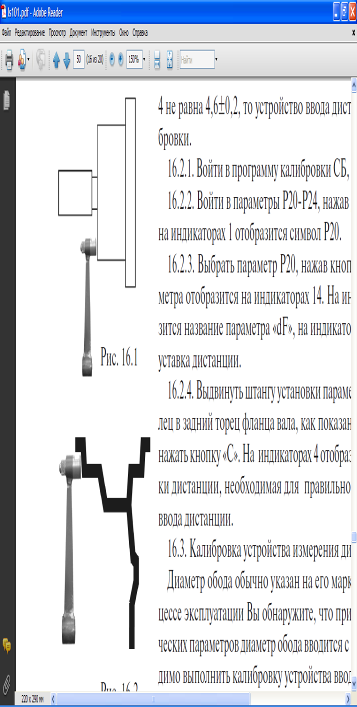 ls101.pdf - Adobe Reader
Файл Редактирование Просмотр Документ Инструменты Окно Справка
50 (16 из 20) 150% Найти
4 не равна 4,6±0,2, то устройство ввода дист
бровки.
16.2.1. Войти в программу калибровки СБ,
16.2.2. Войти в параметры Р20-Р24, нажав
на индикаторах 1 отобразится символ Р20.
16.2.3. Выбрать параметр Р20, нажав кноп
метра отобразится на индикаторах 14. На ин
зится название параметра «dF», на индикато
уставка дистанции.
Рис. 16.1
16.2.4. Выдвинуть штангу установки параме
лец в задний торец фланца вала, как показан
нажать кнопку «С». На индикаторах 4 отобраз
ки дистанции, необходимая для правильно
ввода дистанции.
16.3. Калибровка устройства измерения ди
Диаметр обода обычно указан на его марк
цессе эксплуатации Вы обнаружите, что при
ческих параметров диаметр обода вводится с
димо выполнить калибровку устройства ввод
Рис. 16.2
220 x 290 мм